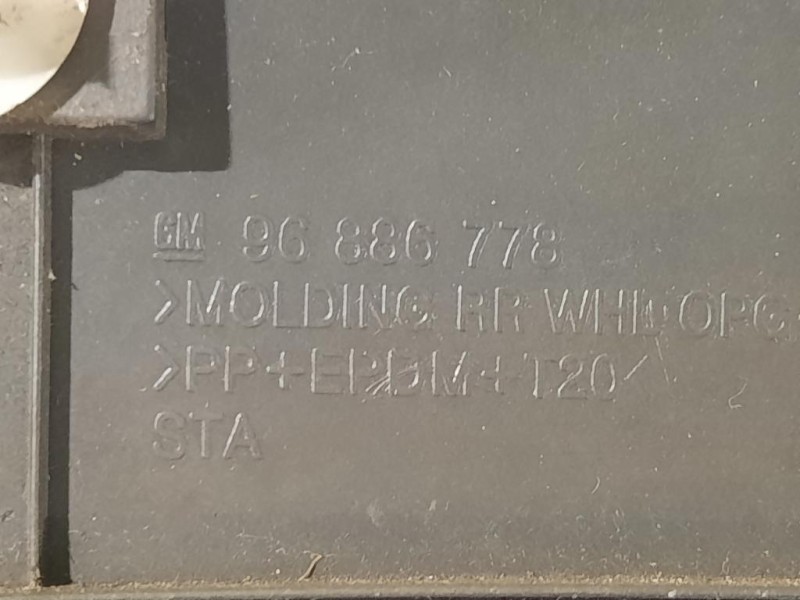 GM 96 886 778
>MOLDING RR WHL OPG
>PP+EPDM+T20
STA